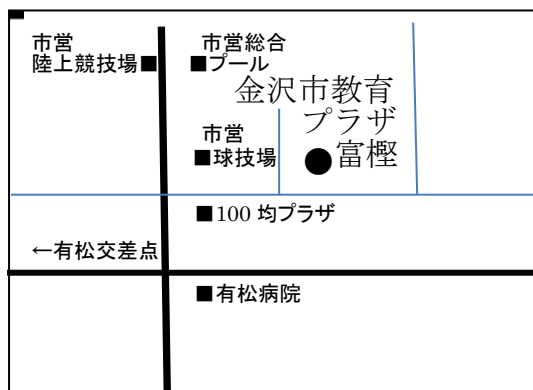 市営
陸上競技場■
市営総合
■プール
金沢市教育
プラザ
●富樫
市営
■球技場
■100 均プラザ
←有松交差点
■有松病院